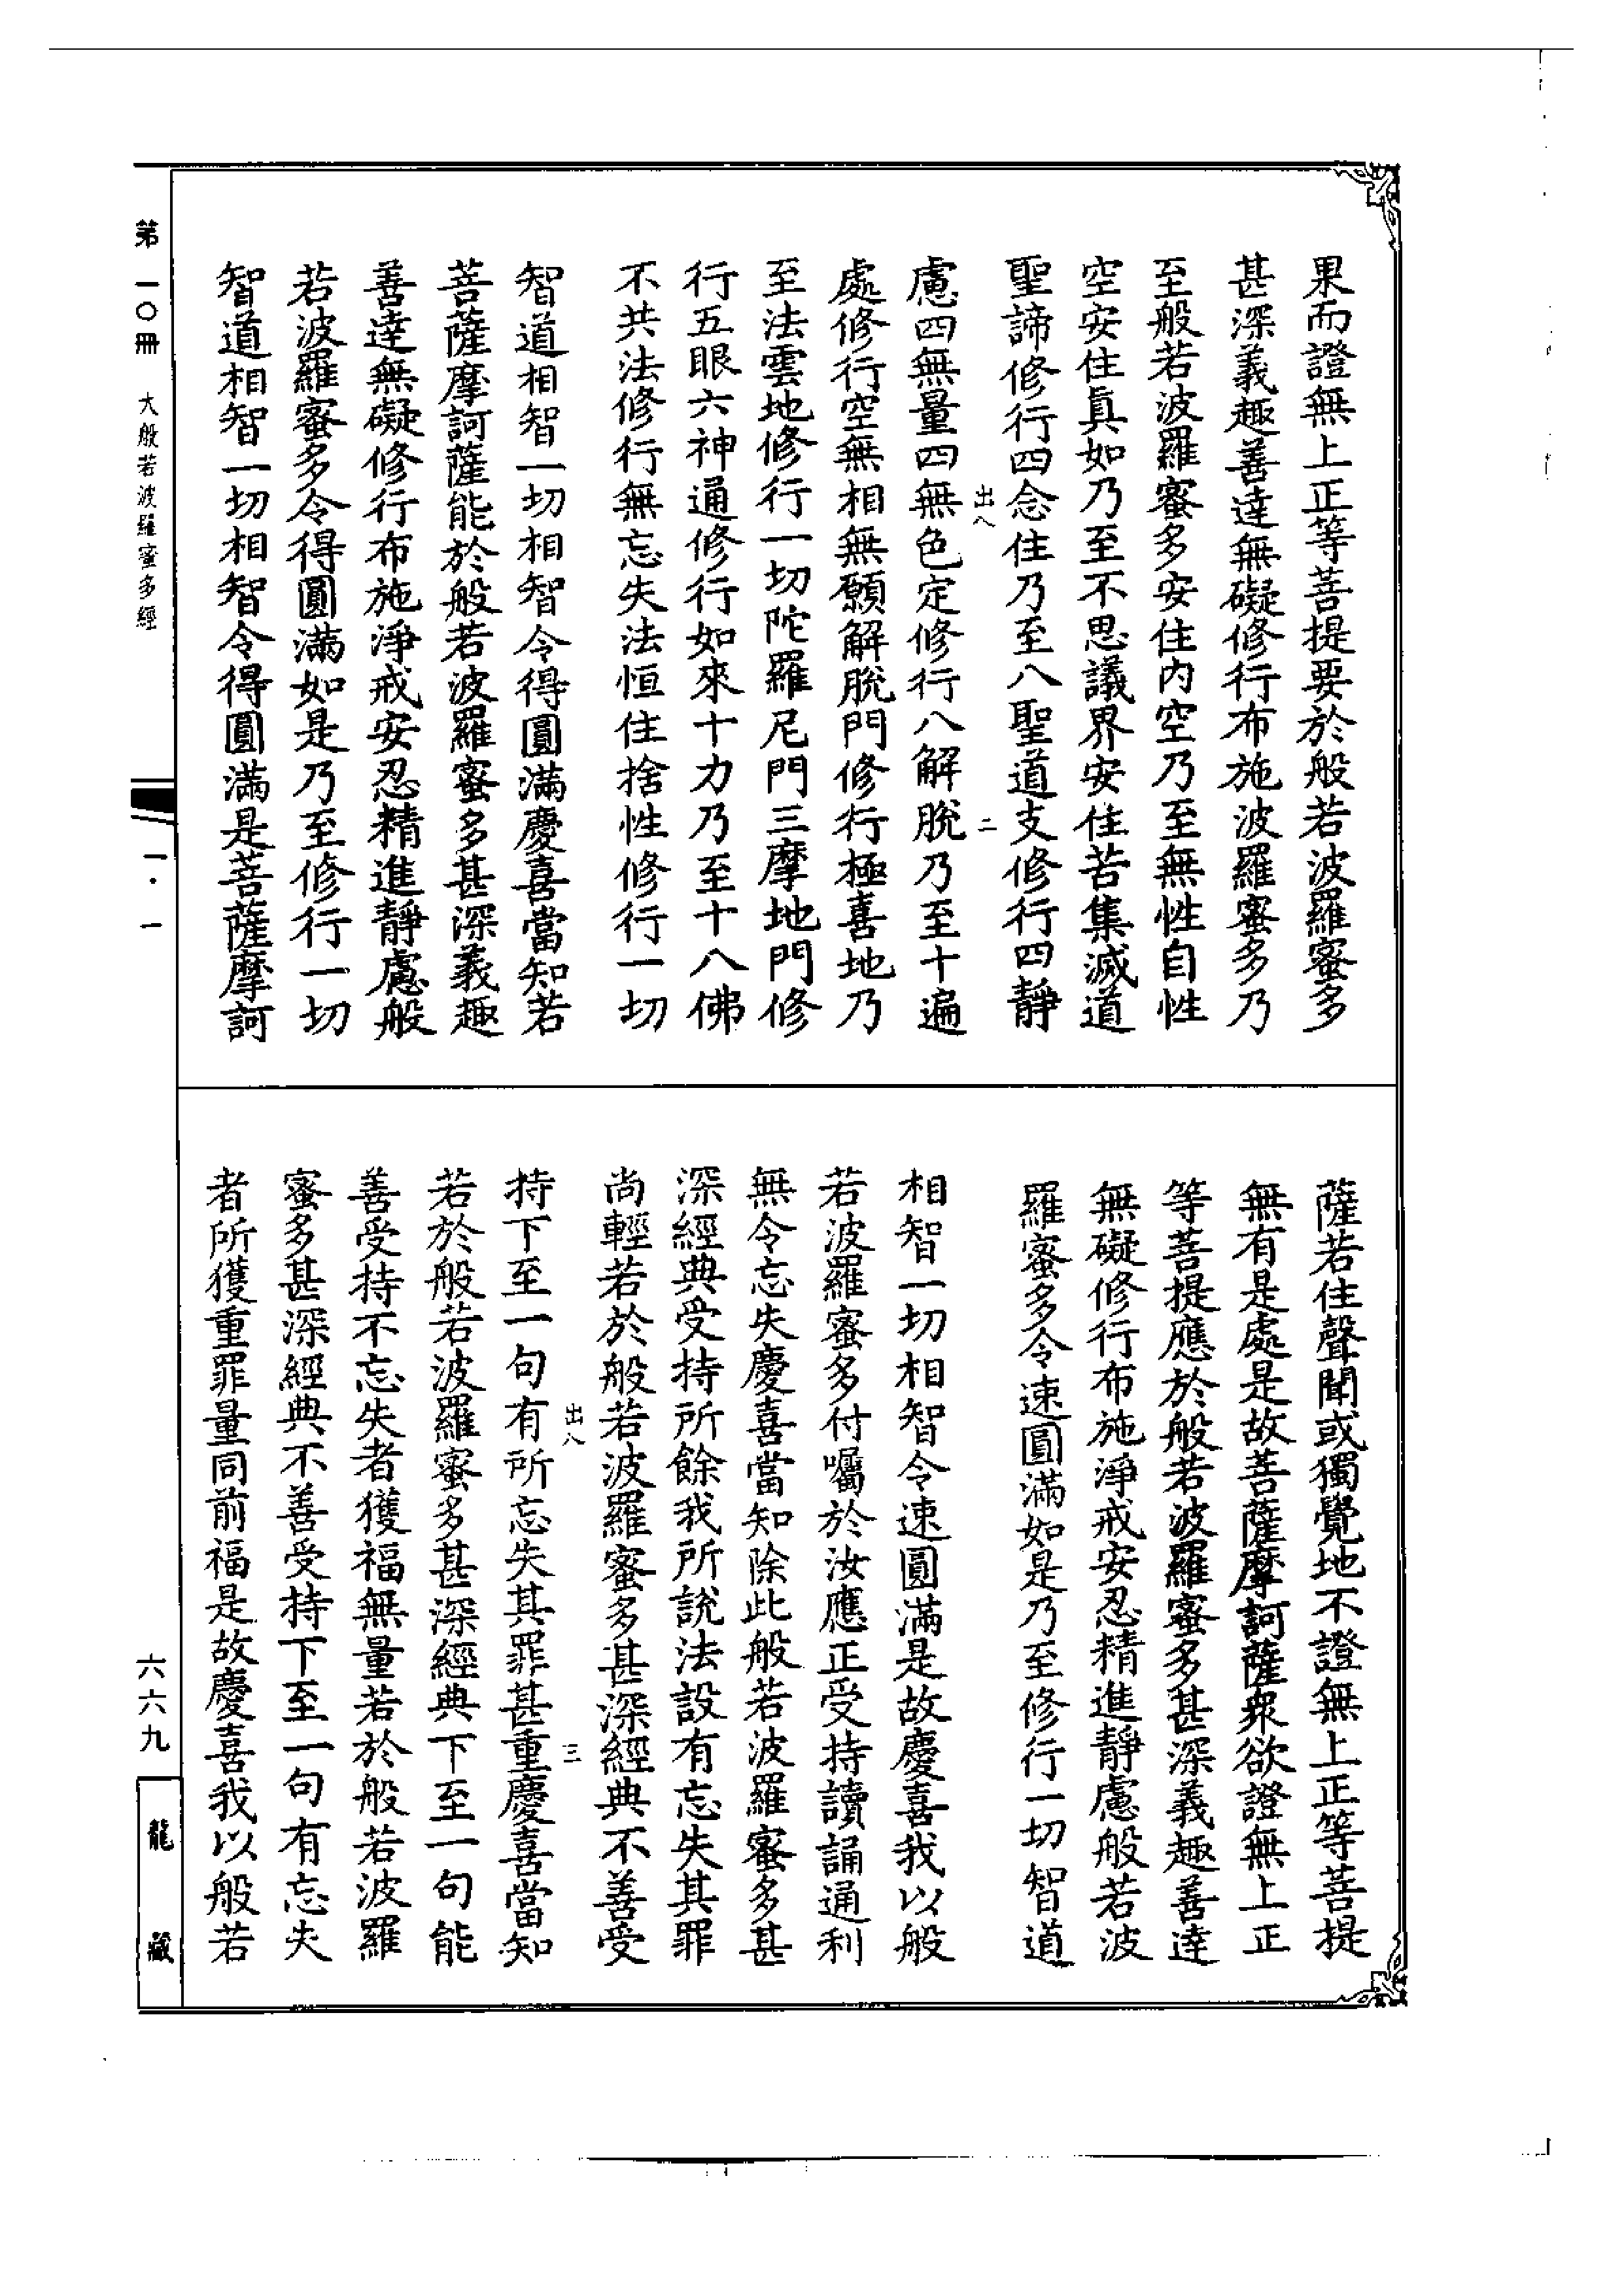 果而證無上正等菩提要於般若波羅蜜多
甚深義趣善達無礙修行布施波羅蜜多乃
至般若波羅蜜多安住內空乃至無性自性
空安住真如乃至不思議界安住苦集滅道
聖諦修行四念住乃至八聖道支修行四靜
出八
二
慮四無量四無色定修行八解脫乃至十遍
處修行空無相無願解脫門修行極喜地乃
至法雲地修行一切陀羅尼門三摩地門修
行五眼六神通修行如來十力乃至十八佛
不共法修行無忘失法恒住捨性修行一切
智道相智一切相智令得圓滿慶喜當知若
菩薩摩訶薩能於般若波羅蜜多甚深義趣
善達無礙修行布施淨戒安忍精進靜慮般
若波羅蜜多令得圓滿如是乃至修行一切
智道相智一切相智令得圓滿是菩薩摩訶
薩若住聲聞或獨覺地不證無上正等菩提
無有是處是故菩薩摩訶薩衆欲證無上正
等菩提應於般若波羅蜜多甚深義趣善達
無礙修行布施淨戒安忍精進靜慮般若波
羅蜜多令速圓滿如是乃至修行一切智道
相智一切相智令速圓滿是故慶喜我以般
若波羅蜜多付囑於汝應正受持讀誦通利
無令忘失慶喜當知除此般若波羅蜜多甚
深經典受持所餘我所說法設有忘失其罪
尚輕若於般若波羅蜜多甚深經典不善受
出八
三
持下至一句有所忘失其罪甚重慶喜當知
若於般若波羅蜜多甚深經典下至一句能
善受持不忘失者獲福無量若於般若波羅
蜜多甚深經典不善受持下至一句有忘失
者所獲重罪量同前福是故慶喜我以般若
第一〇冊 大般若波羅蜜多經
一·一
六六九
龍藏